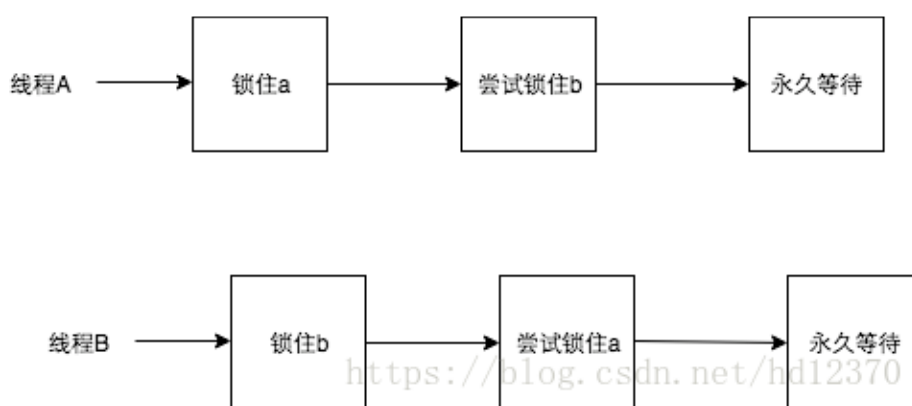 线程A
锁住a
尝试锁住b
永久等待
线程B
锁住b
尝试锁住a
永久等待
https://blog.csdn.net/hd12370